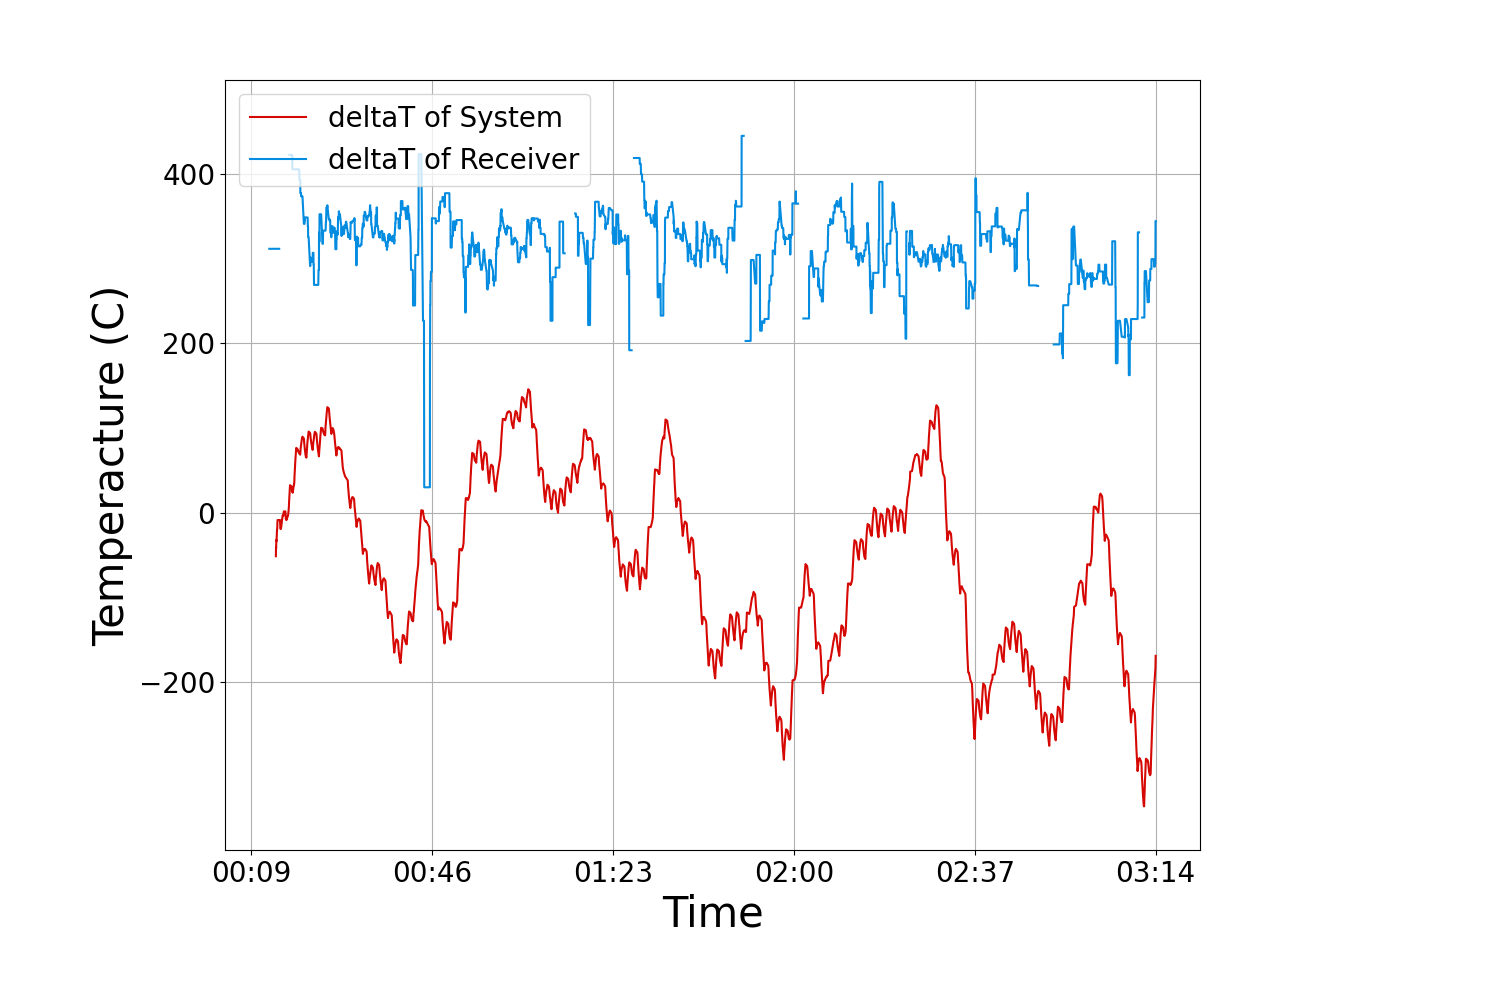 deltaT of System
deltaT of Receiver
400
200
0
−200
Temperacture (C)
00:09 00:46 01:23 02:00 02:37 03:14
Time